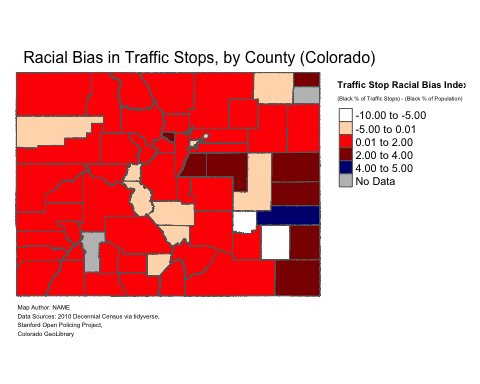 Racial Bias in Traffic Stops, by County (Colorado)
Traffic Stop Racial Bias Index
(Black % of Traffic Stops) - (Black % of Population)
-10.00 to -5.00
-5.00 to 0.01
0.01 to 2.00
2.00 to 4.00
4.00 to 5.00
No Data
Map Author: NAME
Data Sources: 2010 Decennial Census via tidyverse,
Stanford Open Policing Project,
Colorado GeoLibrary